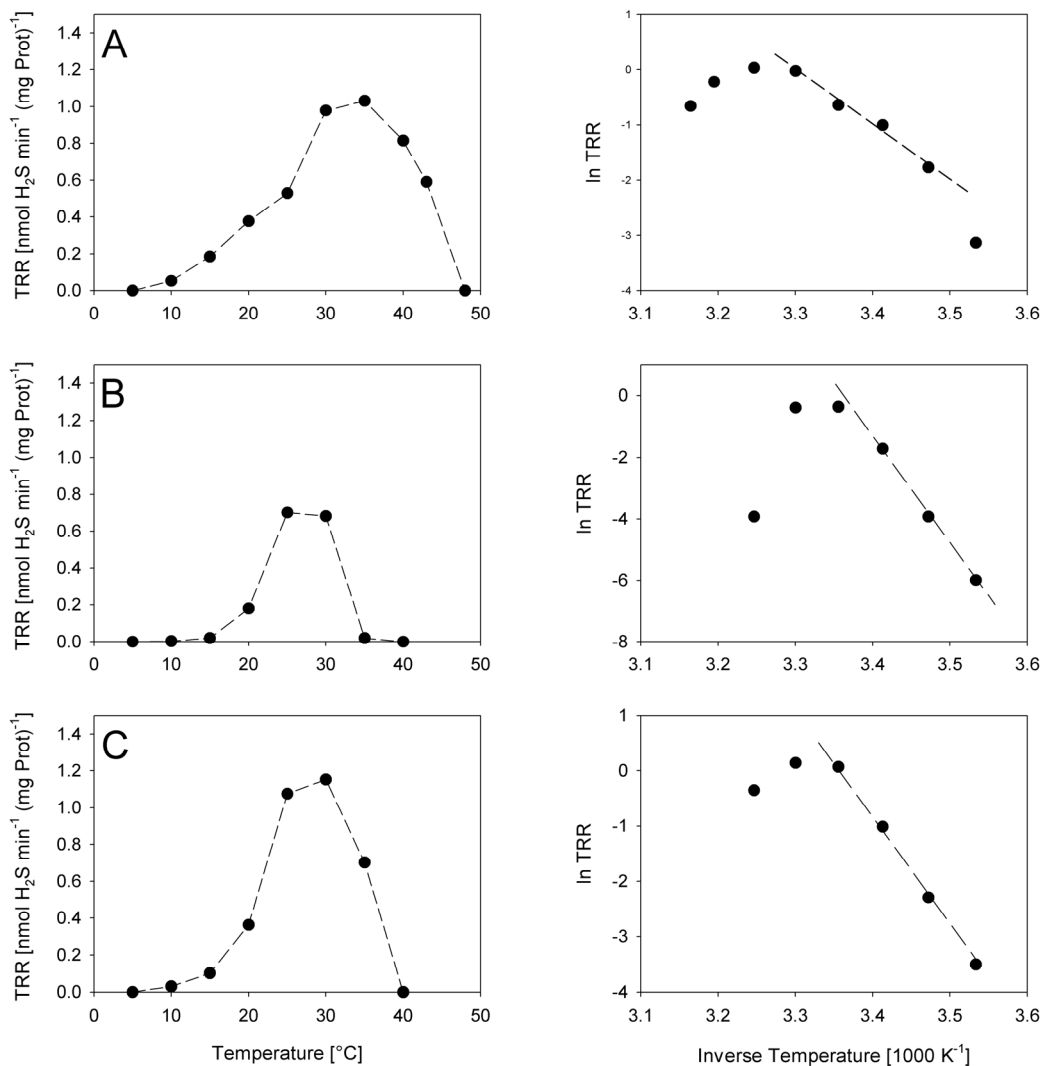 A
TRR [nmol H₂S min⁻¹ (mg Prot)⁻¹]
1.4
1.2
1.0
0.8
0.6
0.4
0.2
0.0
0 10 20 30 40 50
ln TRR
1
0
-1
-2
-3
-4
3.1 3.2 3.3 3.4 3.5 3.6
B
TRR [nmol H₂S min⁻¹ (mg Prot)⁻¹]
1.4
1.2
1.0
0.8
0.6
0.4
0.2
0.0
0 10 20 30 40 50
ln TRR
0
-2
-4
-6
-8
3.1 3.2 3.3 3.4 3.5 3.6
C
TRR [nmol H₂S min⁻¹ (mg Prot)⁻¹]
1.4
1.2
1.0
0.8
0.6
0.4
0.2
0.0
0 10 20 30 40 50
Temperature [°C]
ln TRR
1
0
-1
-2
-3
-4
3.1 3.2 3.3 3.4 3.5 3.6
Inverse Temperature [1000 K⁻¹]